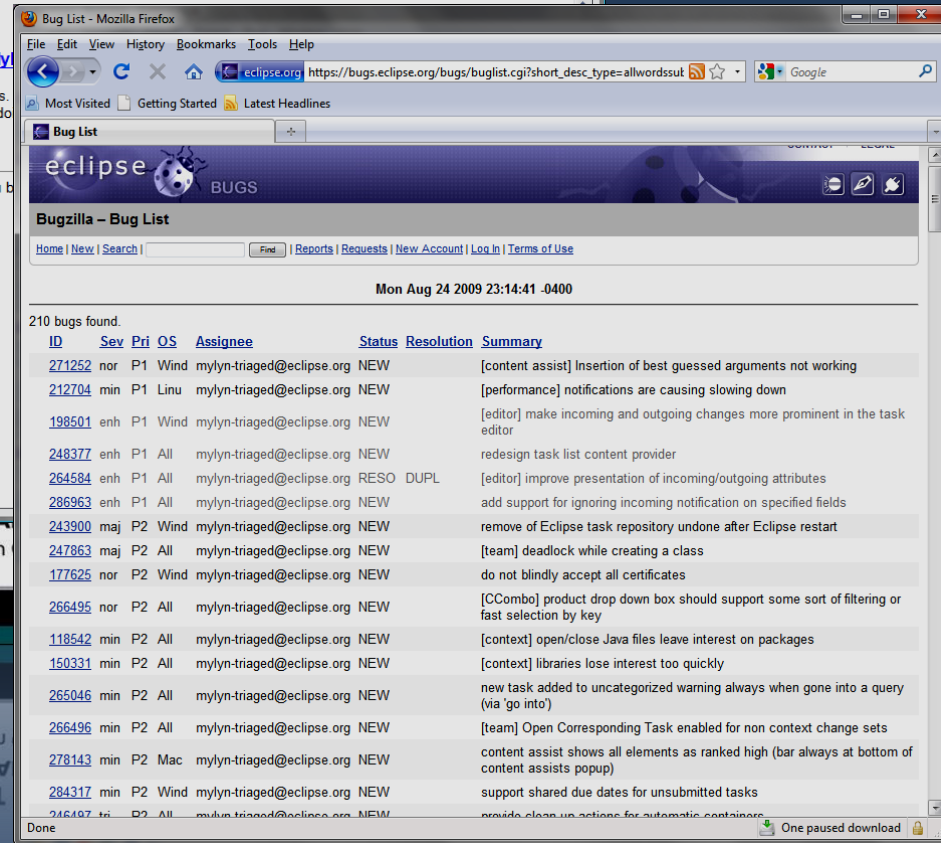 Bug List - Mozilla Firefox
File Edit View History Bookmarks Tools Help
eclipse.org https://bugs.eclipse.org/bugs/buglist.cgi?short_desc_type=allwordssub Google
Most Visited Getting Started Latest Headlines
Bug List
eclipse BUGS
Bugzilla – Bug List
Home | New | Search | Find | Reports | Requests | New Account | Log In | Terms of Use
Mon Aug 24 2009 23:14:41 -0400
210 bugs found.
ID Sev Pri OS Assignee Status Resolution Summary
271252 nor P1 Wind mylyn-triaged@eclipse.org NEW [content assist] Insertion of best guessed arguments not working
212704 min P1 Linu mylyn-triaged@eclipse.org NEW [performance] notifications are causing slowing down
198501 enh P1 Wind mylyn-triaged@eclipse.org NEW [editor] make incoming and outgoing changes more prominent in the task
editor
248377 enh P1 All mylyn-triaged@eclipse.org NEW redesign task list content provider
264584 enh P1 All mylyn-triaged@eclipse.org RESO DUPL [editor] improve presentation of incoming/outgoing attributes
286963 enh P1 All mylyn-triaged@eclipse.org NEW add support for ignoring incoming notification on specified fields
243900 maj P2 Wind mylyn-triaged@eclipse.org NEW remove of Eclipse task repository undone after Eclipse restart
247863 maj P2 All mylyn-triaged@eclipse.org NEW [team] deadlock while creating a class
177625 nor P2 Wind mylyn-triaged@eclipse.org NEW do not blindly accept all certificates
266495 nor P2 All mylyn-triaged@eclipse.org NEW [CCombo] product drop down box should support some sort of filtering or
fast selection by key
118542 min P2 All mylyn-triaged@eclipse.org NEW [context] open/close Java files leave interest on packages
150331 min P2 All mylyn-triaged@eclipse.org NEW [context] libraries lose interest too quickly
265046 min P2 All mylyn-triaged@eclipse.org NEW new task added to uncategorized warning always when gone into a query
(via 'go into')
266496 min P2 All mylyn-triaged@eclipse.org NEW [team] Open Corresponding Task enabled for non context change sets
278143 min P2 Mac mylyn-triaged@eclipse.org NEW content assist shows all elements as ranked high (bar always at bottom of
content assists popup)
284317 min P2 Wind mylyn-triaged@eclipse.org NEW support shared due dates for unsubmitted tasks
246497 tri P2 All mylyn-triaged@eclipse.org NEW provide clean up actions for automatic containers
Done One paused download